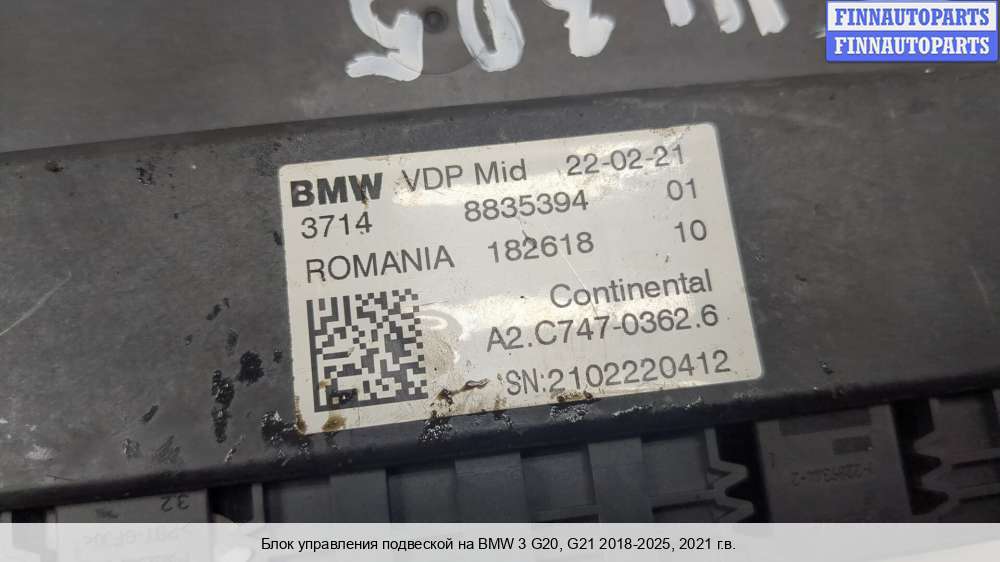 FINNAUTOPARTS
FINNAUTOPARTS
BMW VDP Mid 22-02-21
3714 8835394 01
ROMANIA 182618 10
Continental
A2.C747-0362.6
SN:2102220412
32
Блок управления подвеской на BMW 3 G20, G21 2018-2025, 2021 г.в.